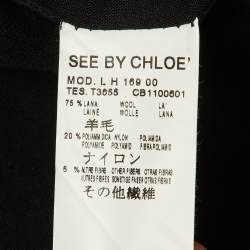 SEE BY CHLOE'
MOD. L H 169 00
TES. T3655 CB1100601
75 % LANA WOOL LA
LAINE WOLLE LANA
羊毛
20 % POLIAMMIDICA NYLON POLIAMIDA
POLYAMIDE POLYAMID FIBRA POLIAMID
ナイロン
5 % ALTRE FIBRE OTHER FIBERS OTRAS FIBRAS
AUTRES FIBRES SONSTIGE FASER OUTRAS FIBRAS
その他繊維